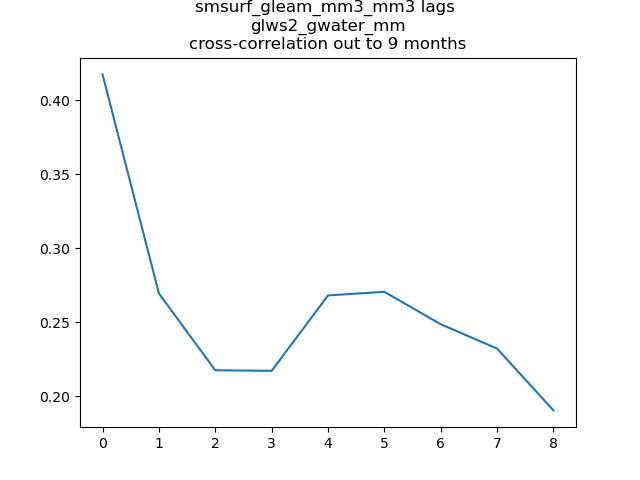 smsurf_gleam_mm3_mm3 lags
glws2_gwater_mm
cross-correlation out to 9 months
0.40
0.35
0.30
0.25
0.20
0 1 2 3 4 5 6 7 8